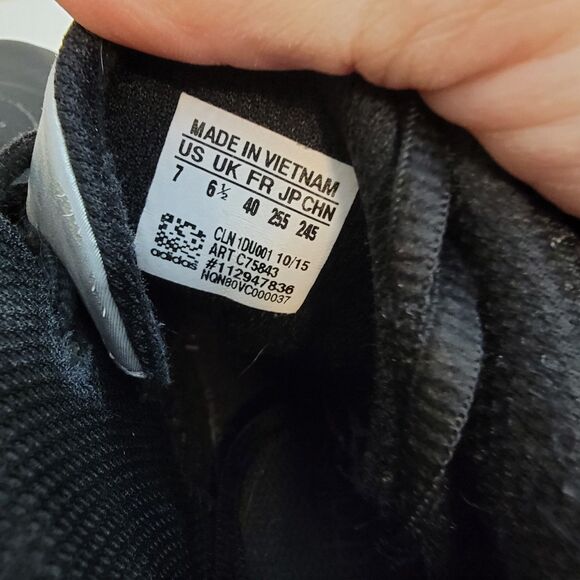 MADE IN VIETNAM
US UK FR JP CHN
7 6½ 40 255 245
CLN 1DU001 10/15
ART C75843
#112947836
NQN80VC000037
adidas